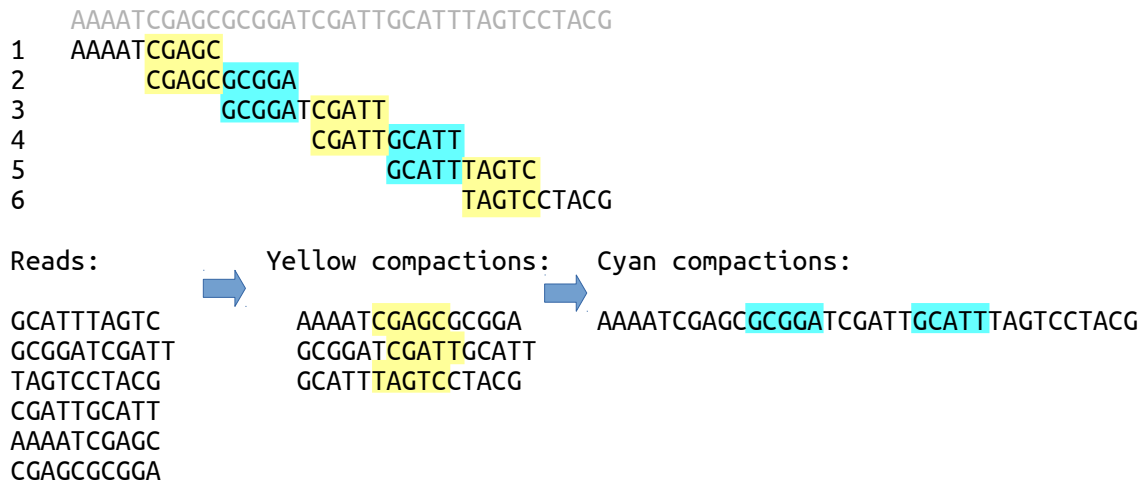 AAAATCGAGCGCGGATCGATTGCATTTAGTCCTACG
1 AAAATCGAGC
2 CGAGCGCGGA
3 GCGGATCGATT
4 CGATTGCATT
5 GCATTTAGTC
6 TAGTCCTACG
Reads: Yellow compactions: Cyan compactions:
GCATTTAGTC AAAATCGAGCGCGGA AAAATCGAGCGCGGATCGATTGCATTTAGTCCTACG
GCGGATCGATT GCGGATCGATTGCATT
TAGTCCTACG GCATTTAGTCCTACG
CGATTGCATT
AAAATCGAGC
CGAGCGCGGA